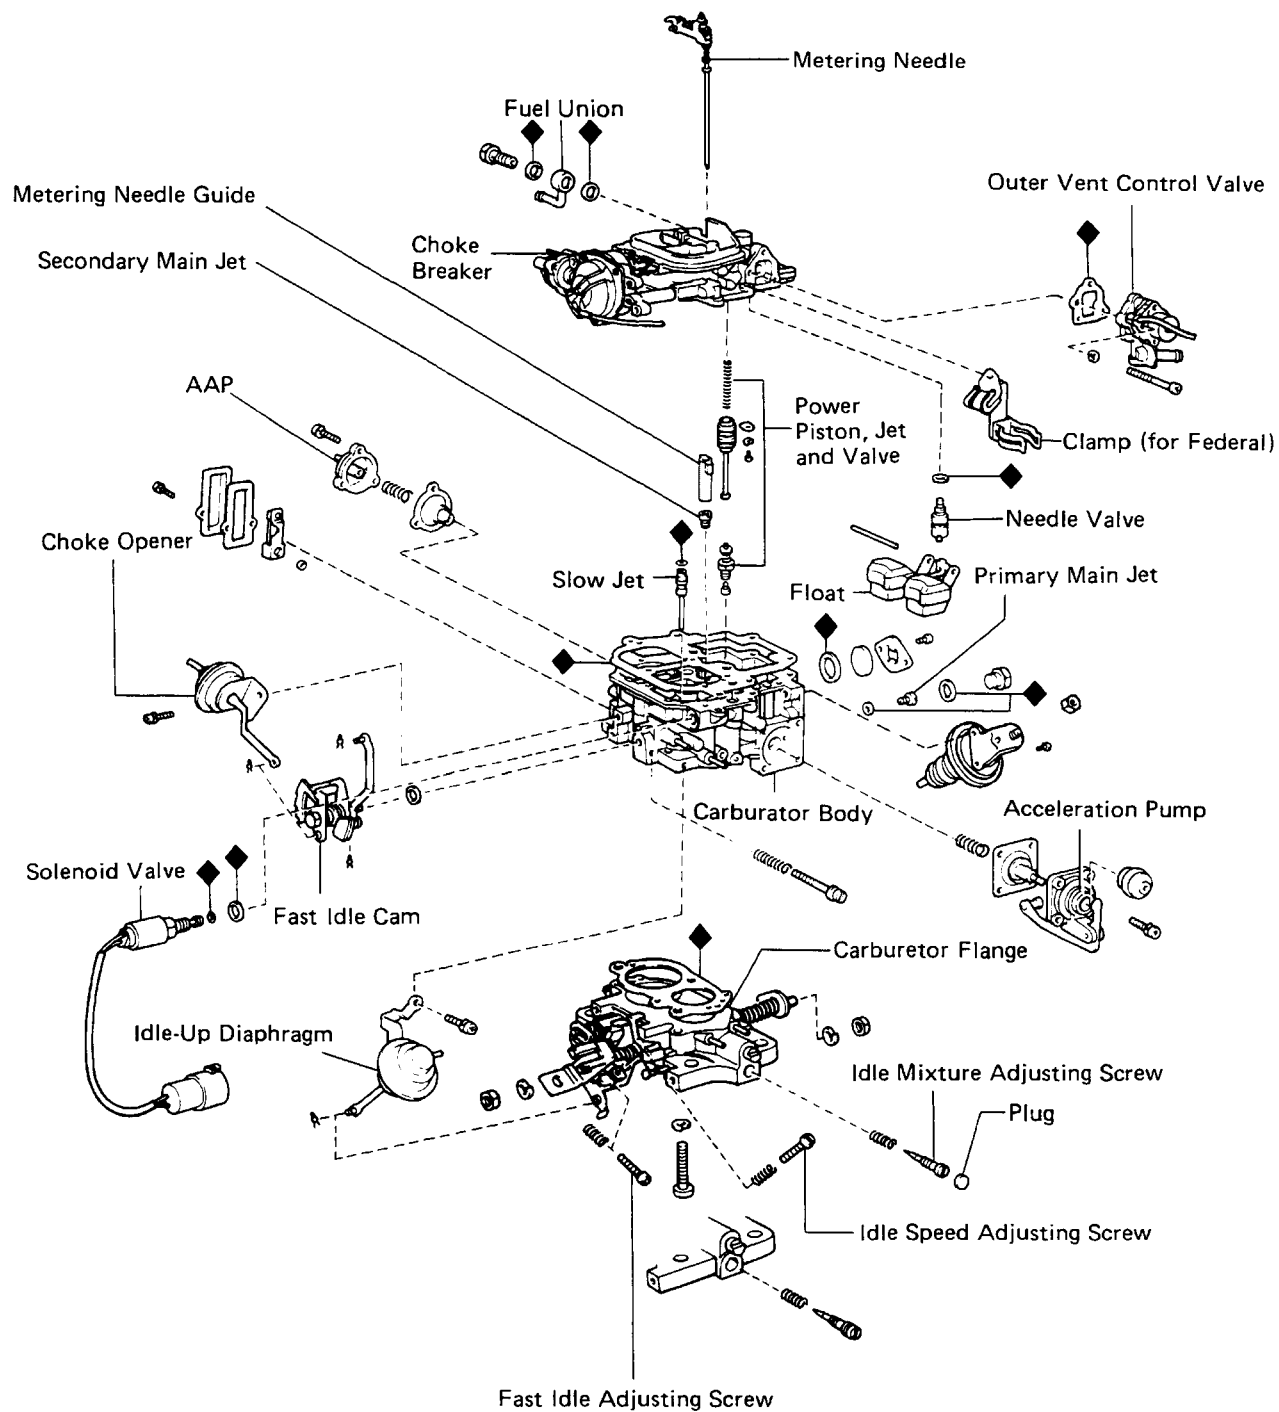 Metering Needle
Fuel Union
Outer Vent Control Valve
Metering Needle Guide
Choke
Breaker
Secondary Main Jet
AAP
Power
Piston, Jet
and Valve
Clamp (for Federal)
Needle Valve
Choke Opener
Slow Jet
Float
Primary Main Jet
Carburator Body
Acceleration Pump
Solenoid Valve
Fast Idle Cam
Carburetor Flange
Idle-Up Diaphragm
Idle Mixture Adjusting Screw
Plug
Idle Speed Adjusting Screw
Fast Idle Adjusting Screw